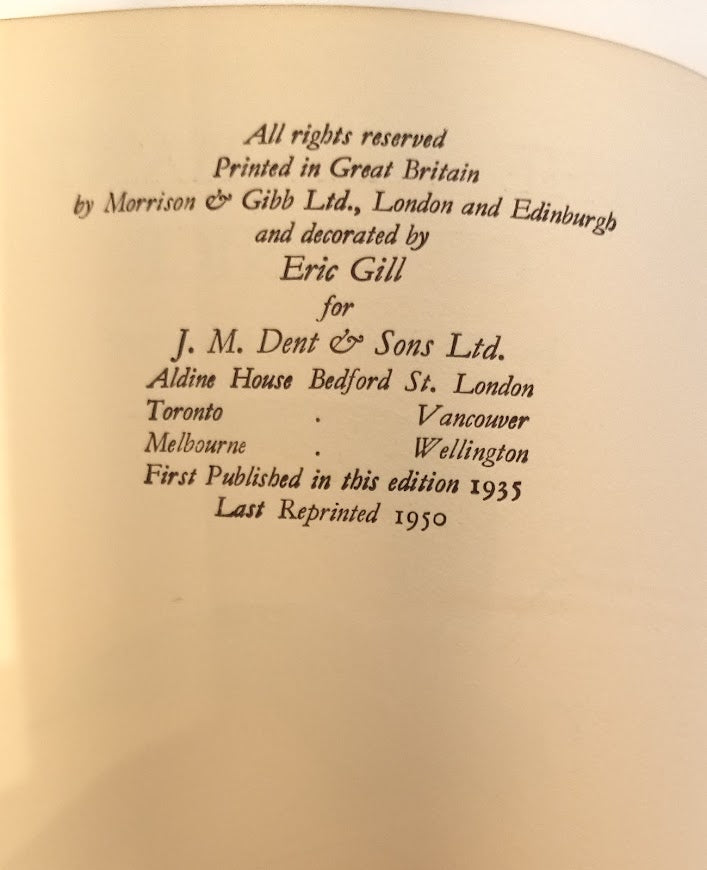 All rights reserved
Printed in Great Britain
by Morrison & Gibb Ltd., London and Edinburgh
and decorated by
Eric Gill
for
J. M. Dent & Sons Ltd.
Aldine House Bedford St. London
Toronto . Vancouver
Melbourne . Wellington
First Published in this edition 1935
Last Reprinted 1950